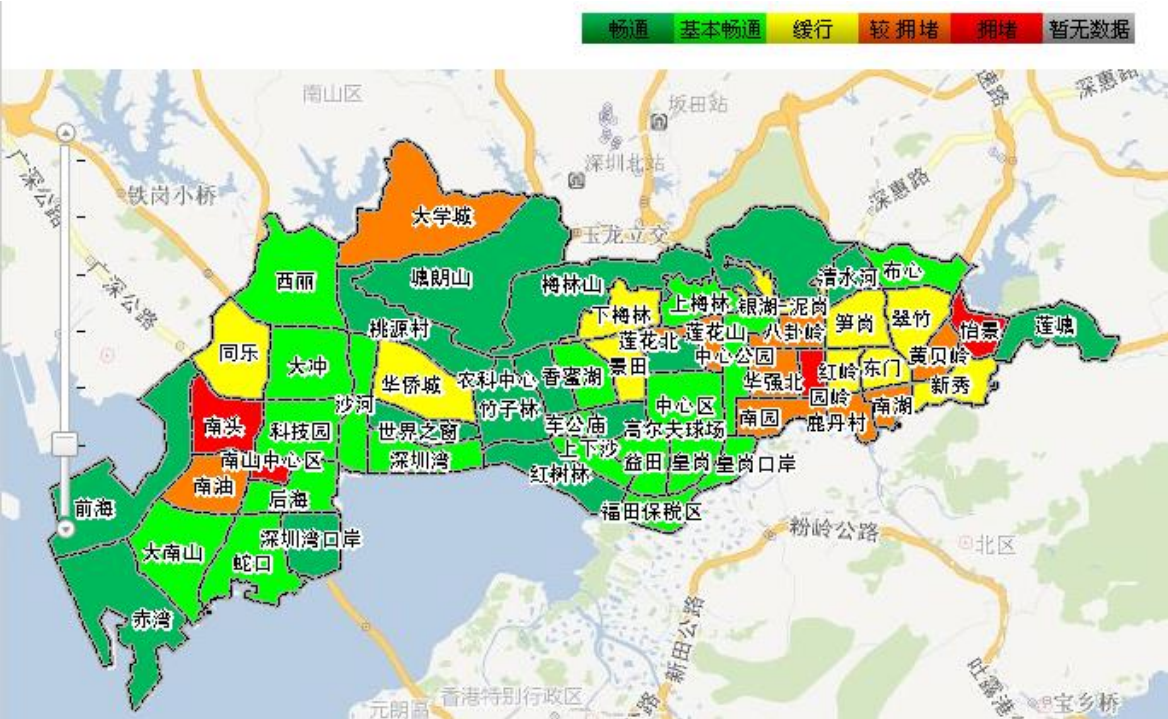 畅通 基本畅通 缓行 较拥堵 拥堵 暂无数据
南山区
坂田站
深惠路
速路
深圳北站
广深公路
铁岗小桥
深惠路
大学城
玉龙立交
广深公路
西丽
塘朗山
梅林山
清水河
布心
上梅林
银湖
泥岗
下梅林
桃源村
莲花北
莲花山
八卦岭
笋岗
翠竹
怡景
莲塘
同乐
大冲
中心公园
黄贝岭
华侨城
农科中心
香蜜湖
景田
华强北
红岭
东门
新秀
沙河
竹子林
中心区
园岭
南湖
南头
科技园
世界之窗
车公庙
高尔夫球场
南园
鹿丹村
南山中心区
深圳湾
上下沙
益田
皇岗
皇岗口岸
红树林
南油
后海
前海
福田保税区
深圳湾口岸
粉岭公路
北区
大南山
蛇口
赤湾
新田公路
香港特别行政区
元朗
路
吐露港
宝乡桥